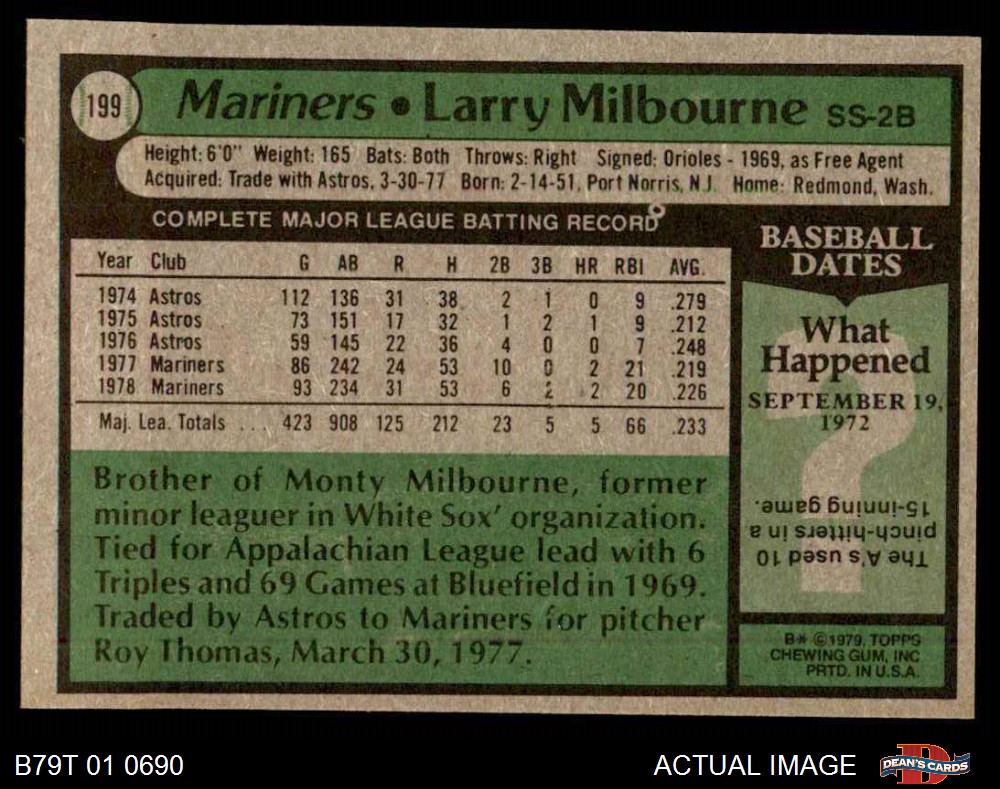 199
Mariners • Larry Milbourne SS-2B
Height: 6'0" Weight: 165 Bats: Both Throws: Right Signed: Orioles - 1969, as Free Agent
Acquired: Trade with Astros, 3-30-77 Born: 2-14-51, Port Norris, N.J. Home: Redmond, Wash.
COMPLETE MAJOR LEAGUE BATTING RECORD
Year Club G AB R H 2B 3B HR RBI AVG.
1974 Astros 112 136 31 38 2 1 0 9 .279
1975 Astros 73 151 17 32 1 2 1 9 .212
1976 Astros 59 145 22 36 4 0 0 7 .248
1977 Mariners 86 242 24 53 10 0 2 21 .219
1978 Mariners 93 234 31 53 6 2 2 20 .226
Maj. Lea. Totals ... 423 908 125 212 23 5 5 66 .233
Brother of Monty Milbourne, former
minor leaguer in White Sox' organization.
Tied for Appalachian League lead with 6
Triples and 69 Games at Bluefield in 1969.
Traded by Astros to Mariners for pitcher
Roy Thomas, March 30, 1977.
BASEBALL
DATES
What
Happened
SEPTEMBER 19,
1972
?
The A's used 10
pinch-hitters in a
15-inning game.
B* ©1979, TOPPS
CHEWING GUM, INC
PRTD. IN U.S.A.
B79T 01 0690
ACTUAL IMAGE
D
DEAN'S CARDS